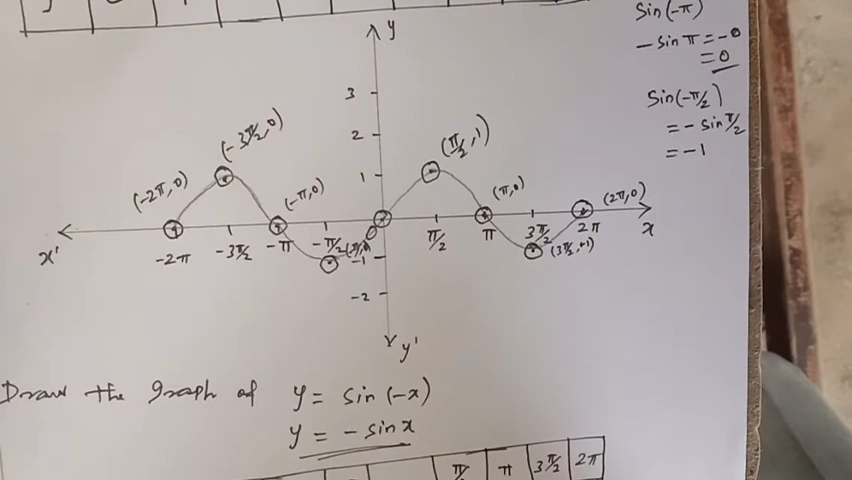 Sin(-π)
- Sin π = -0
= 0
Sin(-π/2)
= - sin π/2
= -1
y
3
2
1
(-2π,0)
(-3π/2,0)
(-π,0)
(π/2,1)
(π,0)
(2π,0)
x'
-2π
-3π/2
-π
-π/2
π/2
π
3π/2
2π
x
(3π/2,-1)
-1
-2
y'
Draw the graph of y = sin(-x)
y = - sin x
π/2 π 3π/2 2π